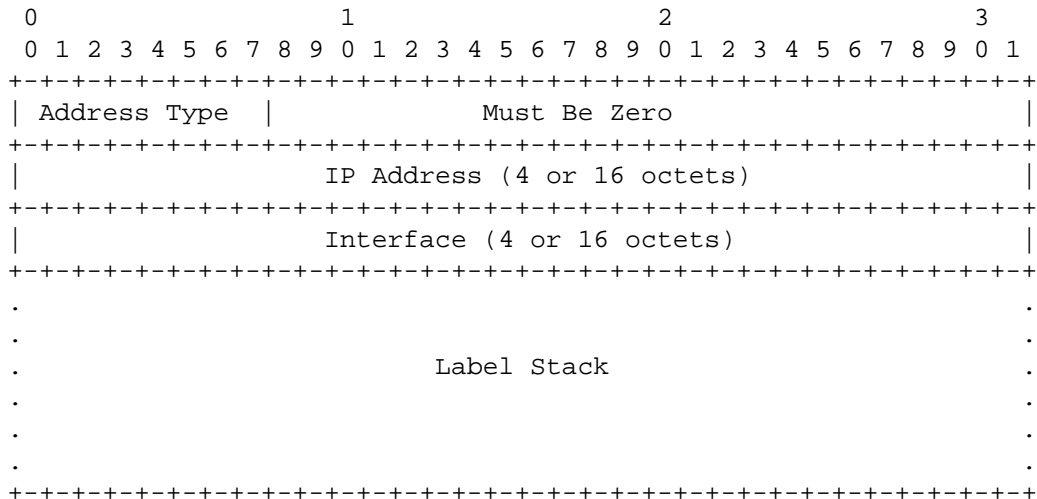 0                   1                   2                   3
 0 1 2 3 4 5 6 7 8 9 0 1 2 3 4 5 6 7 8 9 0 1 2 3 4 5 6 7 8 9 0 1
+-+-+-+-+-+-+-+-+-+-+-+-+-+-+-+-+-+-+-+-+-+-+-+-+-+-+-+-+-+-+-+-+
| Address Type  |             Must Be Zero                      |
+-+-+-+-+-+-+-+-+-+-+-+-+-+-+-+-+-+-+-+-+-+-+-+-+-+-+-+-+-+-+-+-+
|                   IP Address (4 or 16 octets)                 |
+-+-+-+-+-+-+-+-+-+-+-+-+-+-+-+-+-+-+-+-+-+-+-+-+-+-+-+-+-+-+-+-+
|                   Interface (4 or 16 octets)                  |
+-+-+-+-+-+-+-+-+-+-+-+-+-+-+-+-+-+-+-+-+-+-+-+-+-+-+-+-+-+-+-+-+
.                                                               .
.                                                               .
.                          Label Stack                          .
.                                                               .
.                                                               .
.                                                               .
+-+-+-+-+-+-+-+-+-+-+-+-+-+-+-+-+-+-+-+-+-+-+-+-+-+-+-+-+-+-+-+-+